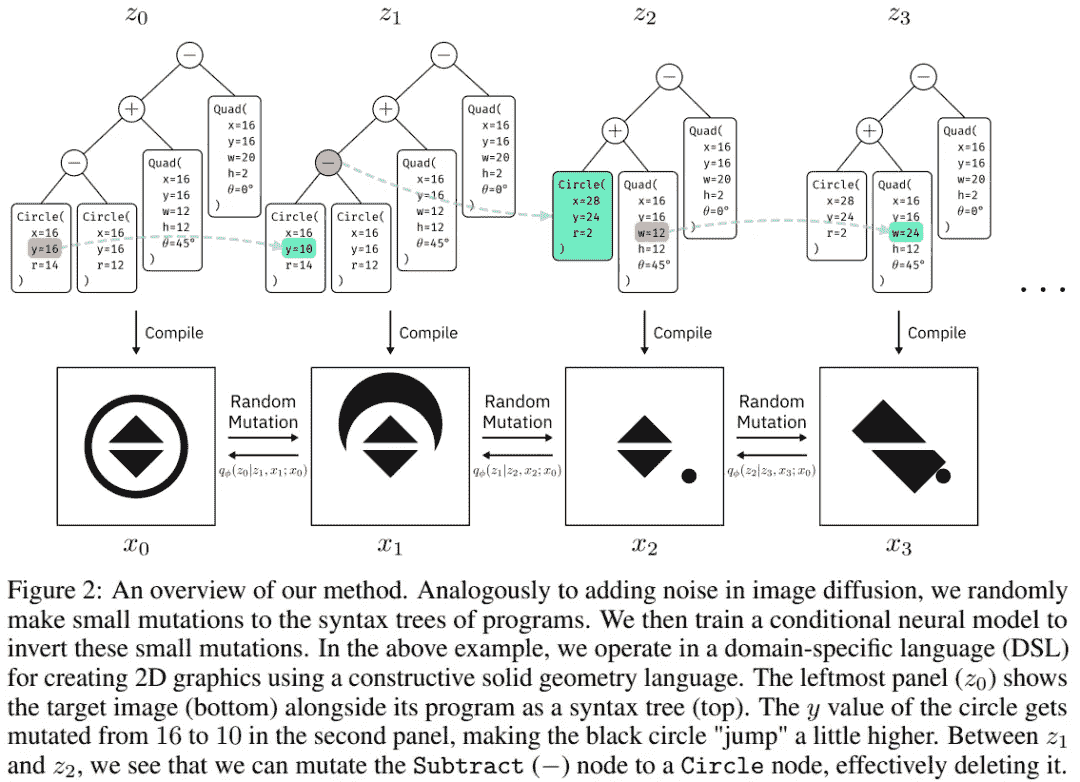 z₀ z₁ z₂ z₃
−
+
−
Circle(
x=16
y=16
r=14
)
Circle(
x=16
y=16
r=12
)
Quad(
x=16
y=16
w=12
h=12
θ=45°
)
Quad(
x=16
y=16
w=20
h=2
θ=0°
)
−
+
−
Circle(
x=16
y=10
r=14
)
Circle(
x=16
y=16
r=12
)
Quad(
x=16
y=16
w=12
h=12
θ=45°
)
Quad(
x=16
y=16
w=20
h=2
θ=0°
)
−
+
Circle(
x=28
y=24
r=2
)
Quad(
x=16
y=16
w=12
h=12
θ=45°
)
Quad(
x=16
y=16
w=20
h=2
θ=0°
)
−
+
Circle(
x=28
y=24
r=2
)
Quad(
x=16
y=16
w=24
h=12
θ=45°
)
Quad(
x=16
y=16
w=20
h=2
θ=0°
)
. . .
Compile Compile Compile Compile
Random
Mutation
qϕ(z₀|z₁, x₁; x₀)
Random
Mutation
qϕ(z₁|z₂, x₂; x₀)
Random
Mutation
qϕ(z₂|z₃, x₃; x₀)
x₀ x₁ x₂ x₃
Figure 2: An overview of our method. Analogously to adding noise in image diffusion, we randomly
make small mutations to the syntax trees of programs. We then train a conditional neural model to
invert these small mutations. In the above example, we operate in a domain-specific language (DSL)
for creating 2D graphics using a constructive solid geometry language. The leftmost panel (z₀) shows
the target image (bottom) alongside its program as a syntax tree (top). The y value of the circle gets
mutated from 16 to 10 in the second panel, making the black circle "jump" a little higher. Between z₁
and z₂, we see that we can mutate the Subtract (−) node to a Circle node, effectively deleting it.